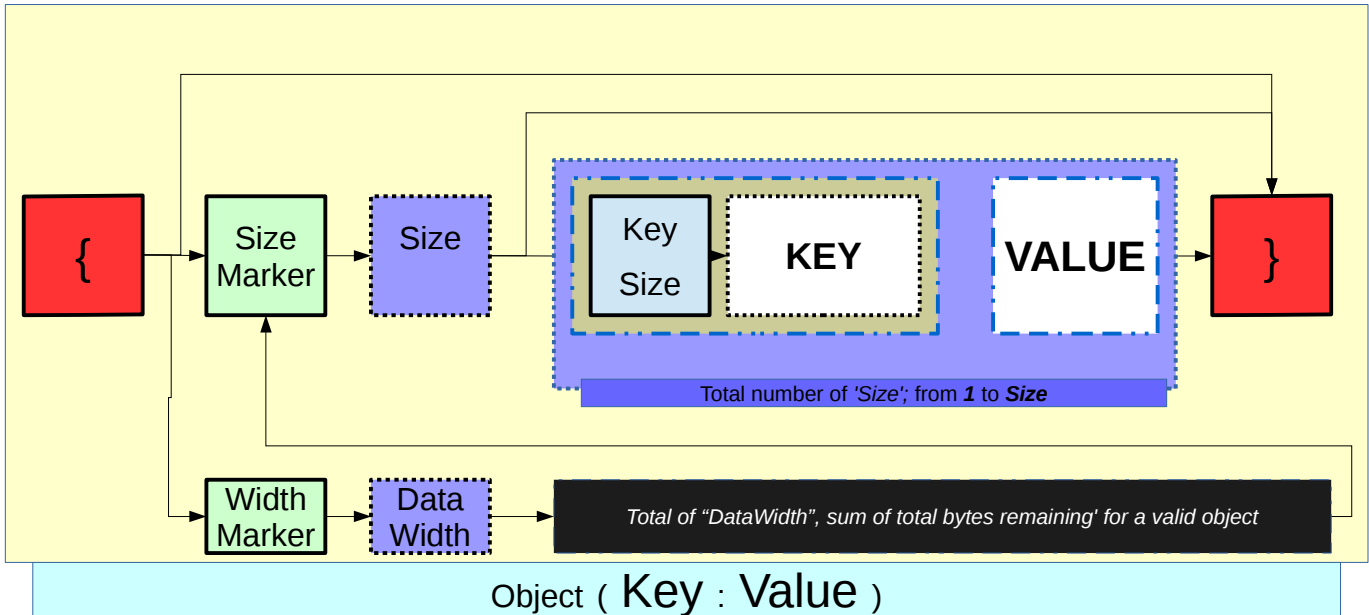 {
Size
Marker
Size
Key
Size
KEY
VALUE
}
Total number of 'Size'; from 1 to Size
Width
Marker
Data
Width
Total of “DataWidth”, sum of total bytes remaining' for a valid object
Object ( Key : Value )